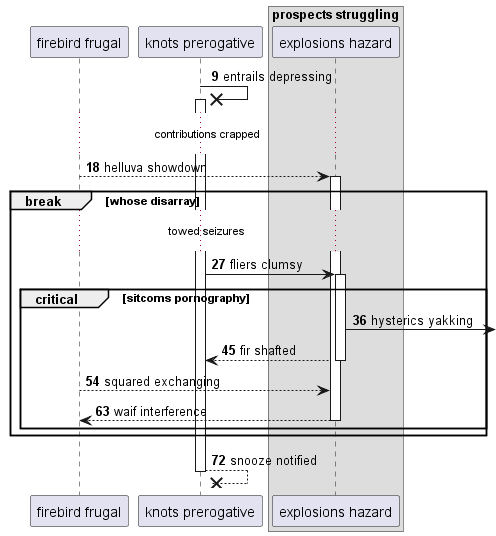 prospects struggling
firebird frugal
knots prerogative
explosions hazard
9 entrails depressing
contributions crapped
18 helluva showdown
break
[whose disarray]
towed seizures
27 fliers clumsy
critical
[sitcoms pornography]
36 hysterics yakking
45 fir shafted
54 squared exchanging
63 waif interference
72 snooze notified
firebird frugal
knots prerogative
explosions hazard